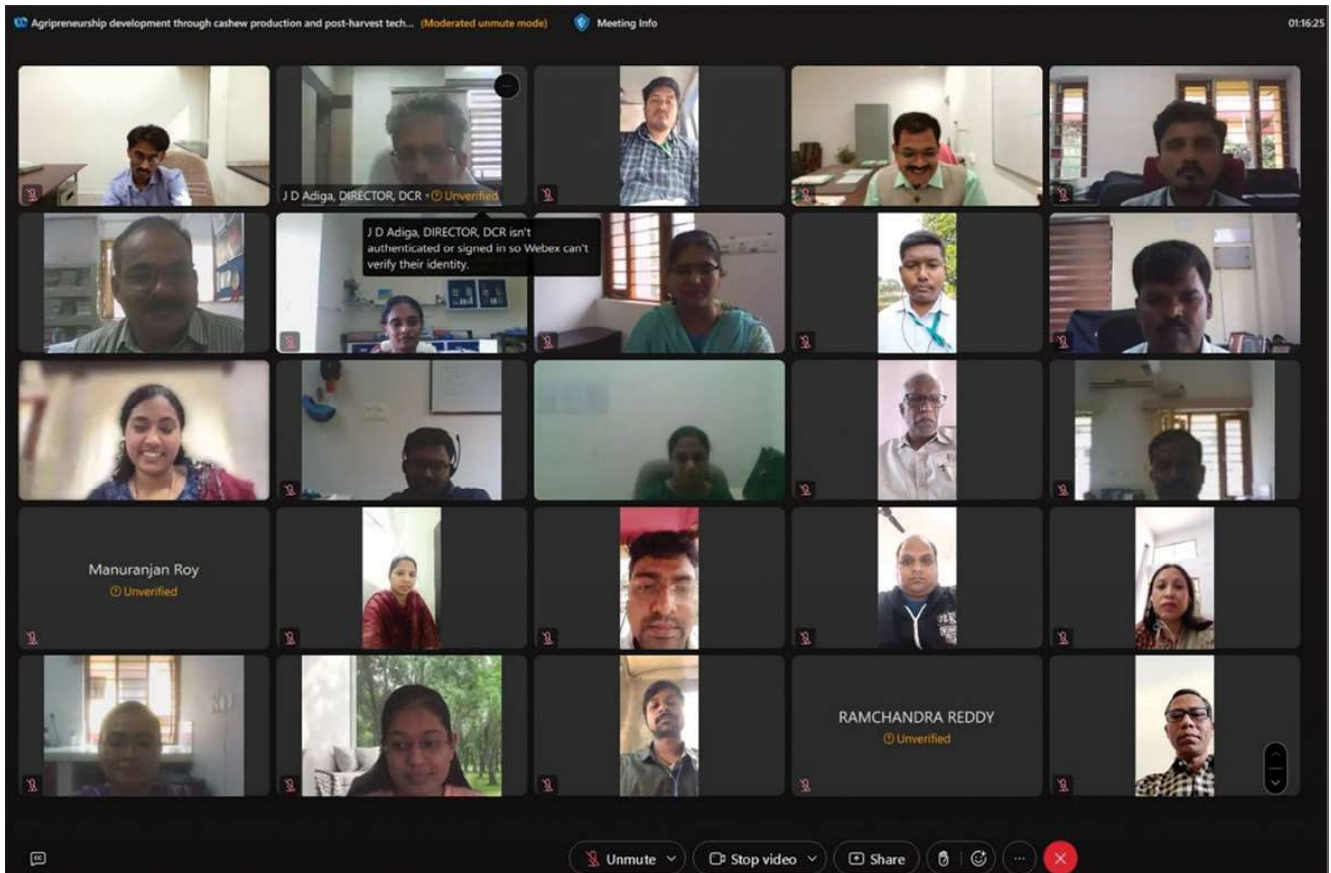 Agripreneurship development through cashew production and post-harvest tech... (Moderated unmute mode) Meeting Info 01:16:25
J D Adiga, DIRECTOR, DCR • Unverified
J D Adiga, DIRECTOR, DCR isn't
authenticated or signed in so Webex can't
verify their identity.
Manuranjan Roy
Unverified
RAMCHANDRA REDDY
Unverified
CC Unmute Stop video Share